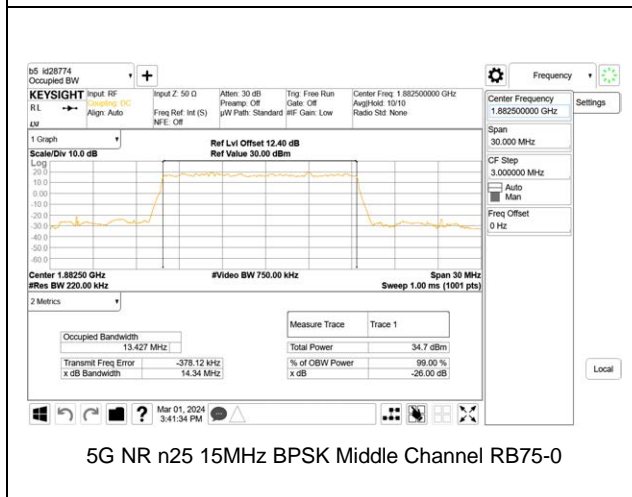 b5 id28774
Occupied BW
Frequency
KEYSIGHT
RL
Input: RF
Coupling: DC
Align: Auto
Input Z: 50 Ω
Freq Ref: Int (S)
NFE: Off
Atten: 30 dB
Preamp: Off
µW Path: Standard
Trig: Free Run
Gate: Off
#IF Gain: Low
Center Freq: 1.882500000 GHz
Avg|Hold: 10/10
Radio Std: None
Center Frequency
1.882500000 GHz
Settings
Span
30.000 MHz
CF Step
3.000000 MHz
Auto
Man
Freq Offset
0 Hz
Local
1 Graph
Scale/Div 10.0 dB
Ref Lvl Offset 12.40 dB
Ref Value 30.00 dBm
Log
20.0
10.0
0.00
-10.0
-20.0
-30.0
-40.0
-50.0
-60.0
Center 1.88250 GHz
#Video BW 750.00 kHz
Span 30 MHz
#Res BW 220.00 kHz
Sweep 1.00 ms (1001 pts)
2 Metrics
Measure Trace Trace 1
Occupied Bandwidth
13.427 MHz
Total Power 34.7 dBm
Transmit Freq Error -378.12 kHz
% of OBW Power 99.00 %
x dB Bandwidth 14.34 MHz
x dB -26.00 dB
Mar 01, 2024
3:41:34 PM
5G NR n25 15MHz BPSK Middle Channel RB75-0